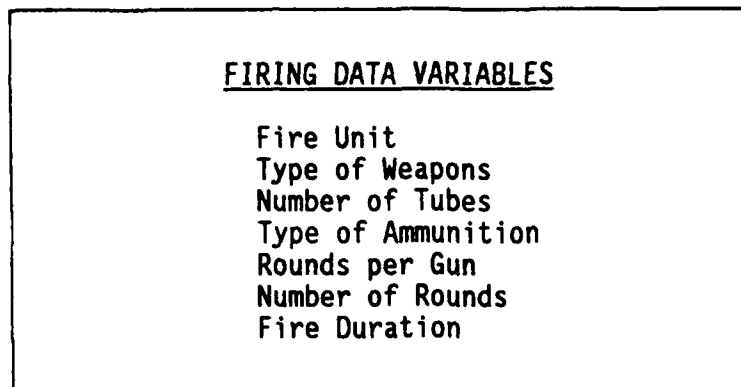 FIRING DATA VARIABLES
Fire Unit
Type of Weapons
Number of Tubes
Type of Ammunition
Rounds per Gun
Number of Rounds
Fire Duration